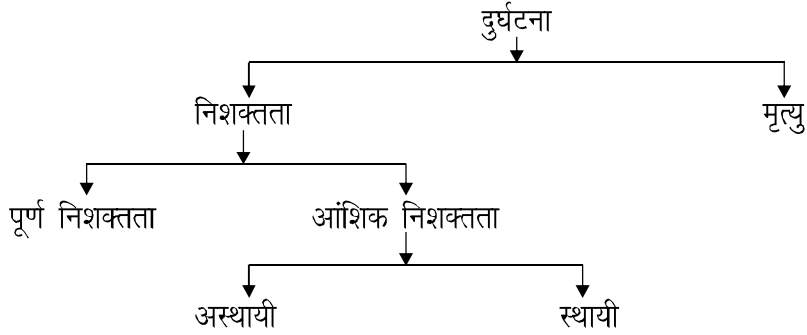 दुर्घटना
निशक्तता मृत्यु
पूर्ण निशक्तता आंशिक निशक्तता
अस्थायी स्थायी